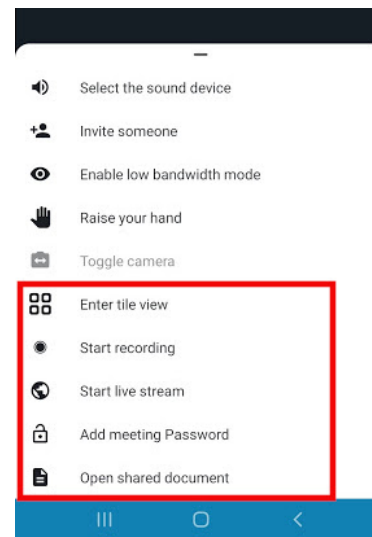 Select the sound device
Invite someone
Enable low bandwidth mode
Raise your hand
Toggle camera
Enter tile view
Start recording
Start live stream
Add meeting Password
Open shared document